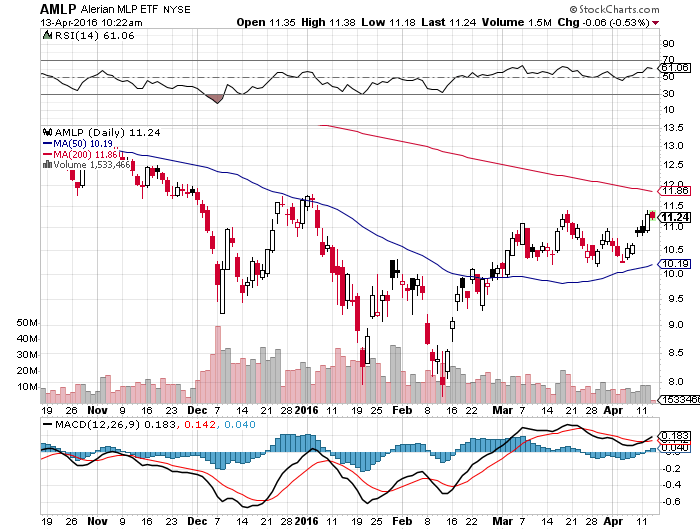 AMLP Alerian MLP ETF NYSE © StockCharts.com
13-Apr-2016 10:22am Open 11.35 High 11.38 Low 11.18 Last 11.24 Volume 1.5M Chg -0.06 (-0.53%)
RSI(14) 61.06
90
70
61.06
50
30
10
AMLP (Daily) 11.24
MA(50) 10.19
MA(200) 11.86
Volume 1,533,466
13.5
13.0
12.5
12.0
11.86
11.5
11.24
11.0
10.5
10.19
10.0
9.5
9.0
8.5
8.0
1533466
50M
40M
30M
20M
10M
19 26 Nov 9 16 23 Dec 7 14 21 28 2016 11 19 25 Feb 8 16 22 Mar 7 14 21 28 Apr 11
MACD(12,26,9) 0.183, 0.142, 0.040
0.183
0.040
-0.2
-0.4
-0.6
19 26 Nov 9 16 23 Dec 7 14 21 28 2016 11 19 25 Feb 8 16 22 Mar 7 14 21 28 Apr 11